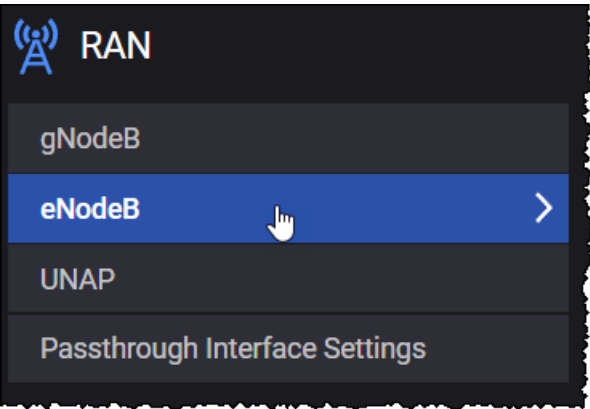 RAN
gNodeB
eNodeB
UNAP
Passthrough Interface Settings